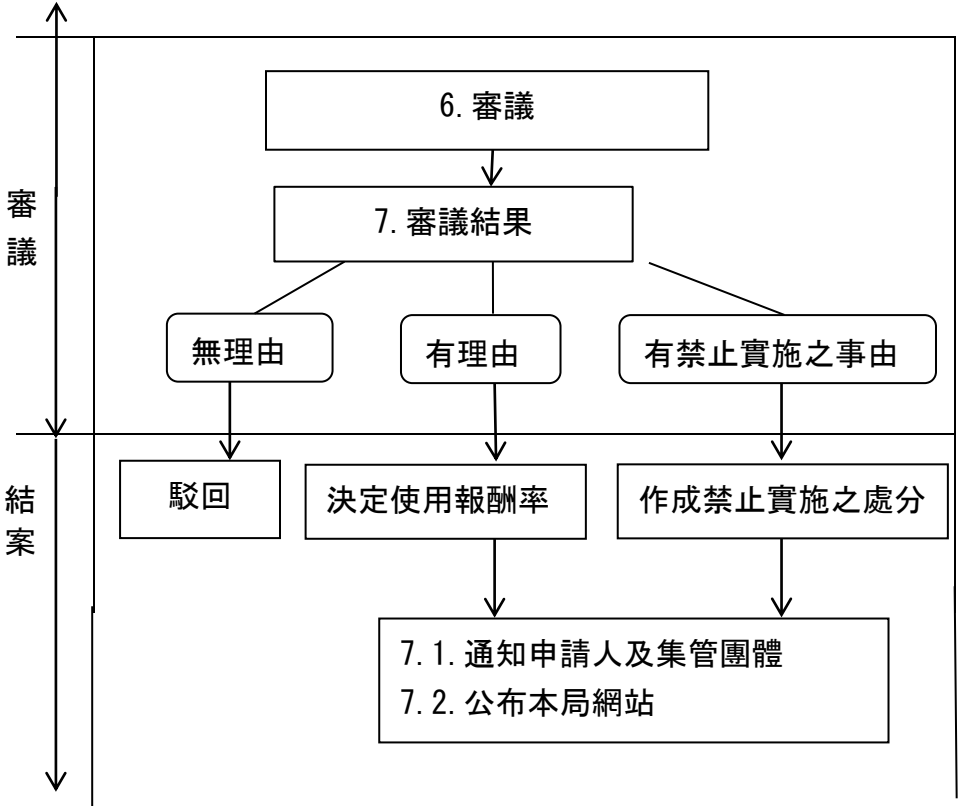 審議
6.審議
7.審議結果
無理由
有理由
有禁止實施之事由
結案
駁回
決定使用報酬率
作成禁止實施之處分
7.1.通知申請人及集管團體
7.2.公布本局網站